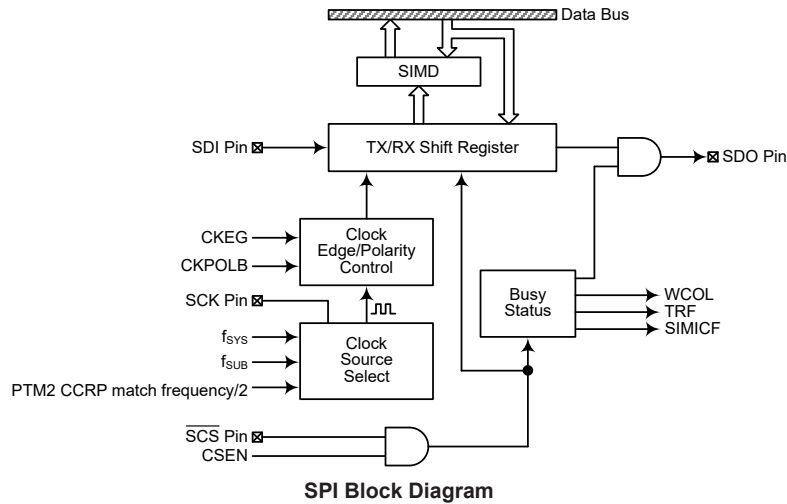 Data Bus
SIMD
SDI Pin
TX/RX Shift Register
SDO Pin
CKEG
CKPOLB
Clock
Edge/Polarity
Control
SCK Pin
Busy
Status
WCOL
TRF
SIMICF
fSYS
fSUB
PTM2 CCRP match frequency/2
Clock
Source
Select
SCS Pin
CSEN
SPI Block Diagram